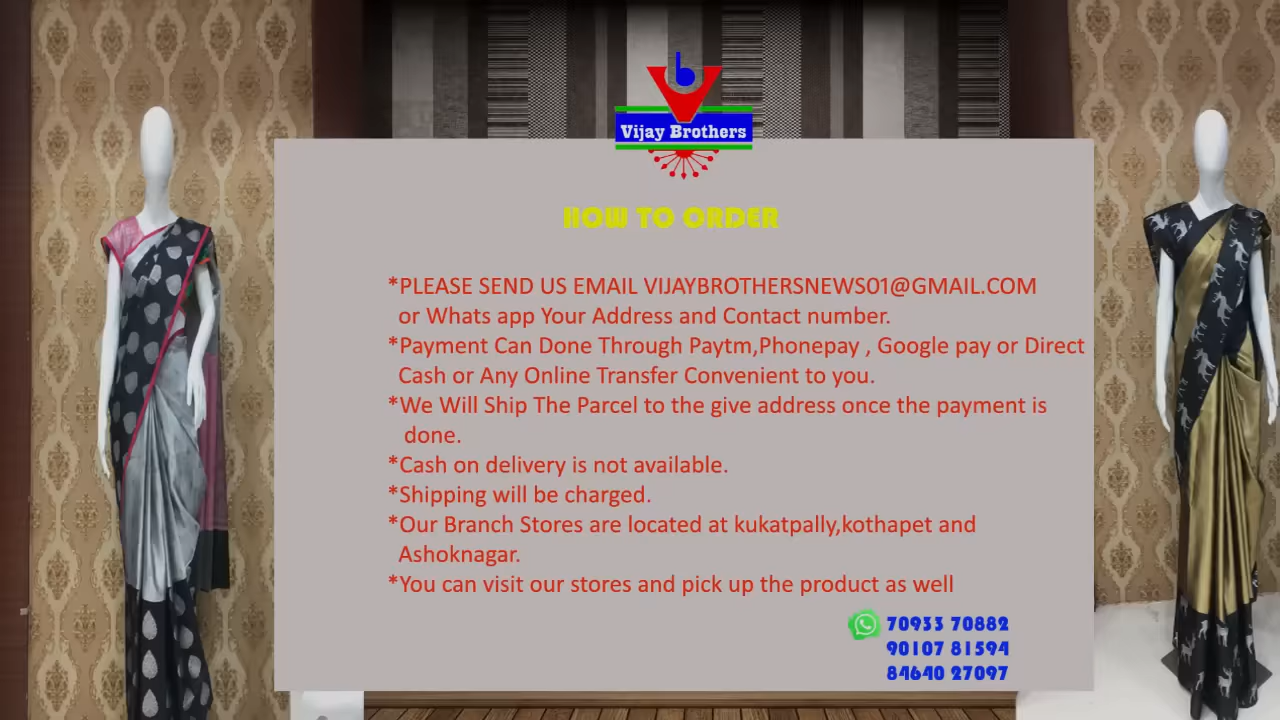 Vijay Brothers
HOW TO ORDER
*PLEASE SEND US EMAIL VIJAYBROTHERSNEWS01@GMAIL.COM
or Whats app Your Address and Contact number.
*Payment Can Done Through Paytm,Phonepay , Google pay or Direct
Cash or Any Online Transfer Convenient to you.
*We Will Ship The Parcel to the give address once the payment is
done.
*Cash on delivery is not available.
*Shipping will be charged.
*Our Branch Stores are located at kukatpally,kothapet and
Ashoknagar.
*You can visit our stores and pick up the product as well
70933 70882
90107 81594
84640 27097